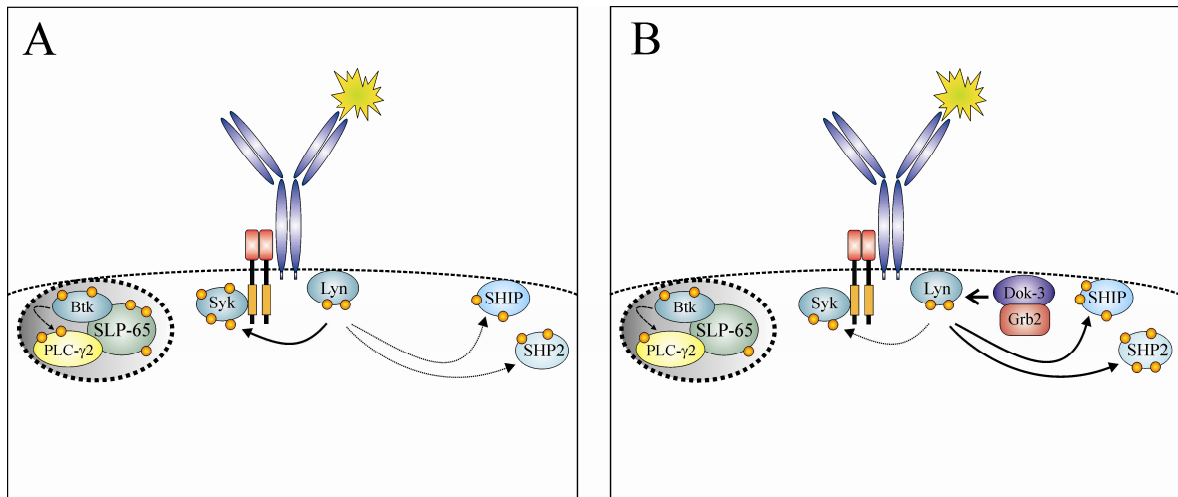 A
Btk
SLP-65
PLC-γ2
Syk
Lyn
SHIP
SHP2
B
Btk
SLP-65
PLC-γ2
Syk
Lyn
Dok-3
Grb2
SHIP
SHP2